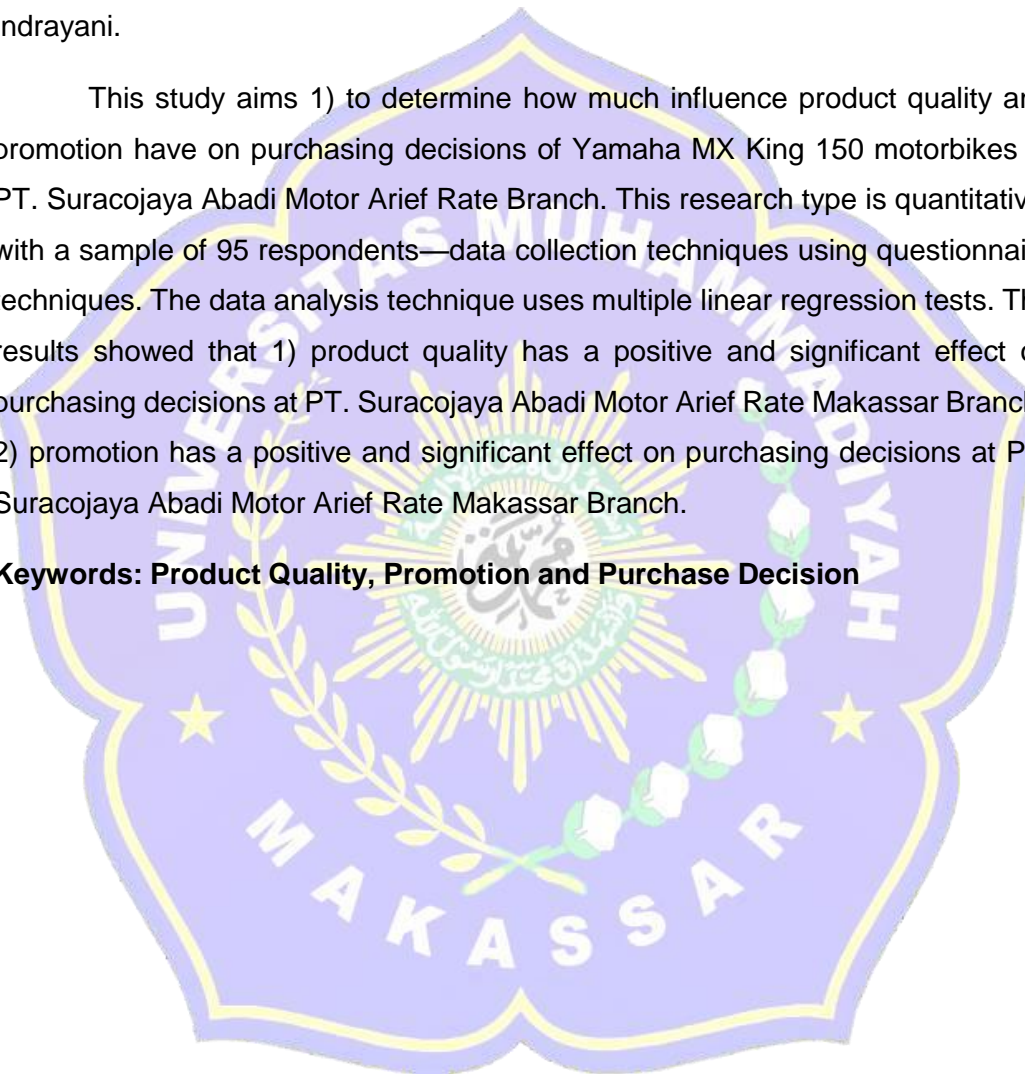 Indrayani.
This study aims 1) to determine how much influence product quality an
promotion have on purchasing decisions of Yamaha MX King 150 motorbikes
PT. Suracojaya Abadi Motor Arief Rate Branch. This research type is quantitativ
with a sample of 95 respondents—data collection techniques using questionnai
techniques. The data analysis technique uses multiple linear regression tests. Th
results showed that 1) product quality has a positive and significant effect o
purchasing decisions at PT. Suracojaya Abadi Motor Arief Rate Makassar Branch
2) promotion has a positive and significant effect on purchasing decisions at P
Suracojaya Abadi Motor Arief Rate Makassar Branch.
Keywords: Product Quality, Promotion and Purchase Decision
UNIVERSITAS MUHAMMADIYAH
MAKASSAR